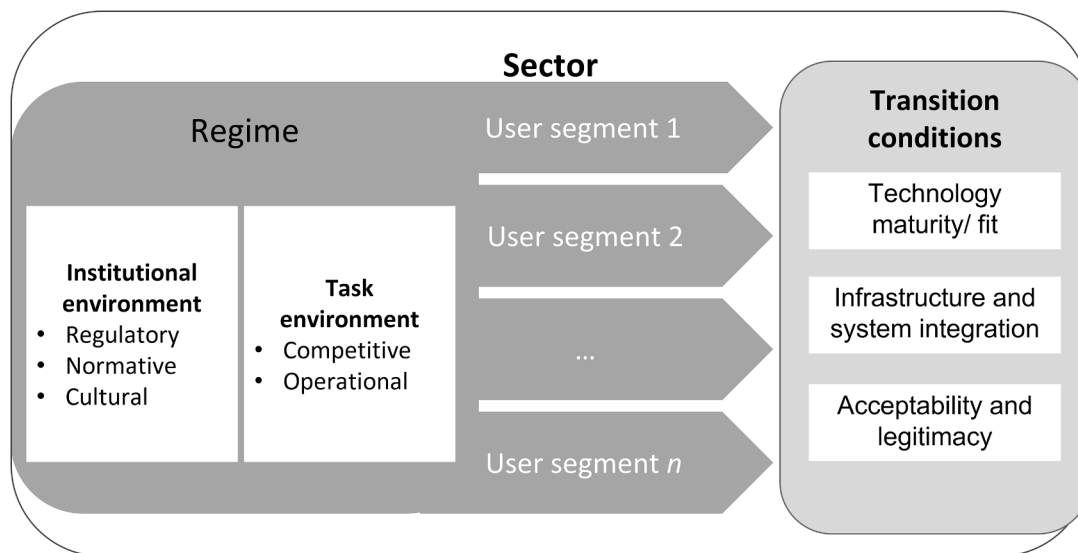 Sector
Regime
Institutional
environment
• Regulatory
• Normative
• Cultural
Task
environment
• Competitive
• Operational
User segment 1
User segment 2
...
User segment n
Transition
conditions
Technology
maturity/ fit
Infrastructure and
system integration
Acceptability and
legitimacy